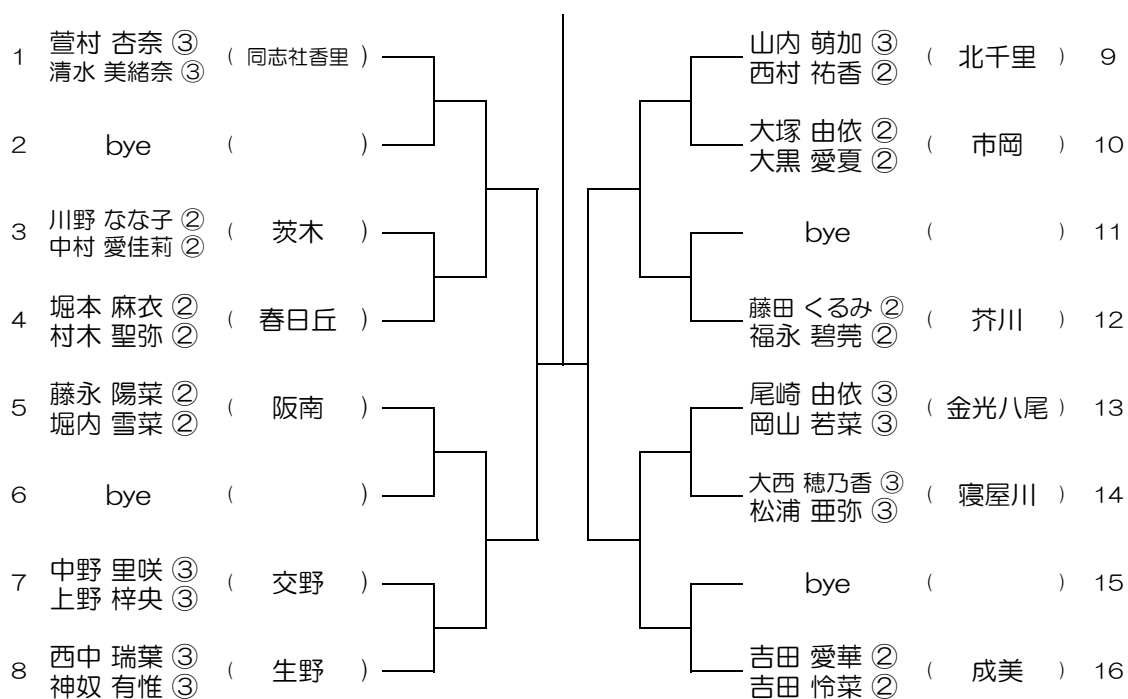 1 萱村 杏奈 ③ ( 同志社香里 )
清水 美緒奈 ③
2 bye ( )
3 川野 なな子 ② ( 茨木 )
中村 愛佳莉 ②
4 堀本 麻衣 ② ( 春日丘 )
村木 聖弥 ②
5 藤永 陽菜 ② ( 阪南 )
堀内 雪菜 ②
6 bye ( )
7 中野 里咲 ③ ( 交野 )
上野 梓央 ③
8 西中 瑞葉 ③ ( 生野 )
神奴 有惟 ③
山内 萌加 ③ ( 北千里 ) 9
西村 祐香 ②
大塚 由依 ② ( 市岡 ) 10
大黒 愛夏 ②
bye ( ) 11
藤田 くるみ ② ( 芥川 ) 12
福永 碧莞 ②
尾崎 由依 ③ ( 金光八尾 ) 13
岡山 若菜 ③
大西 穂乃香 ③ ( 寝屋川 ) 14
松浦 亜弥 ③
bye ( ) 15
吉田 愛華 ② ( 成美 ) 16
吉田 怜菜 ②